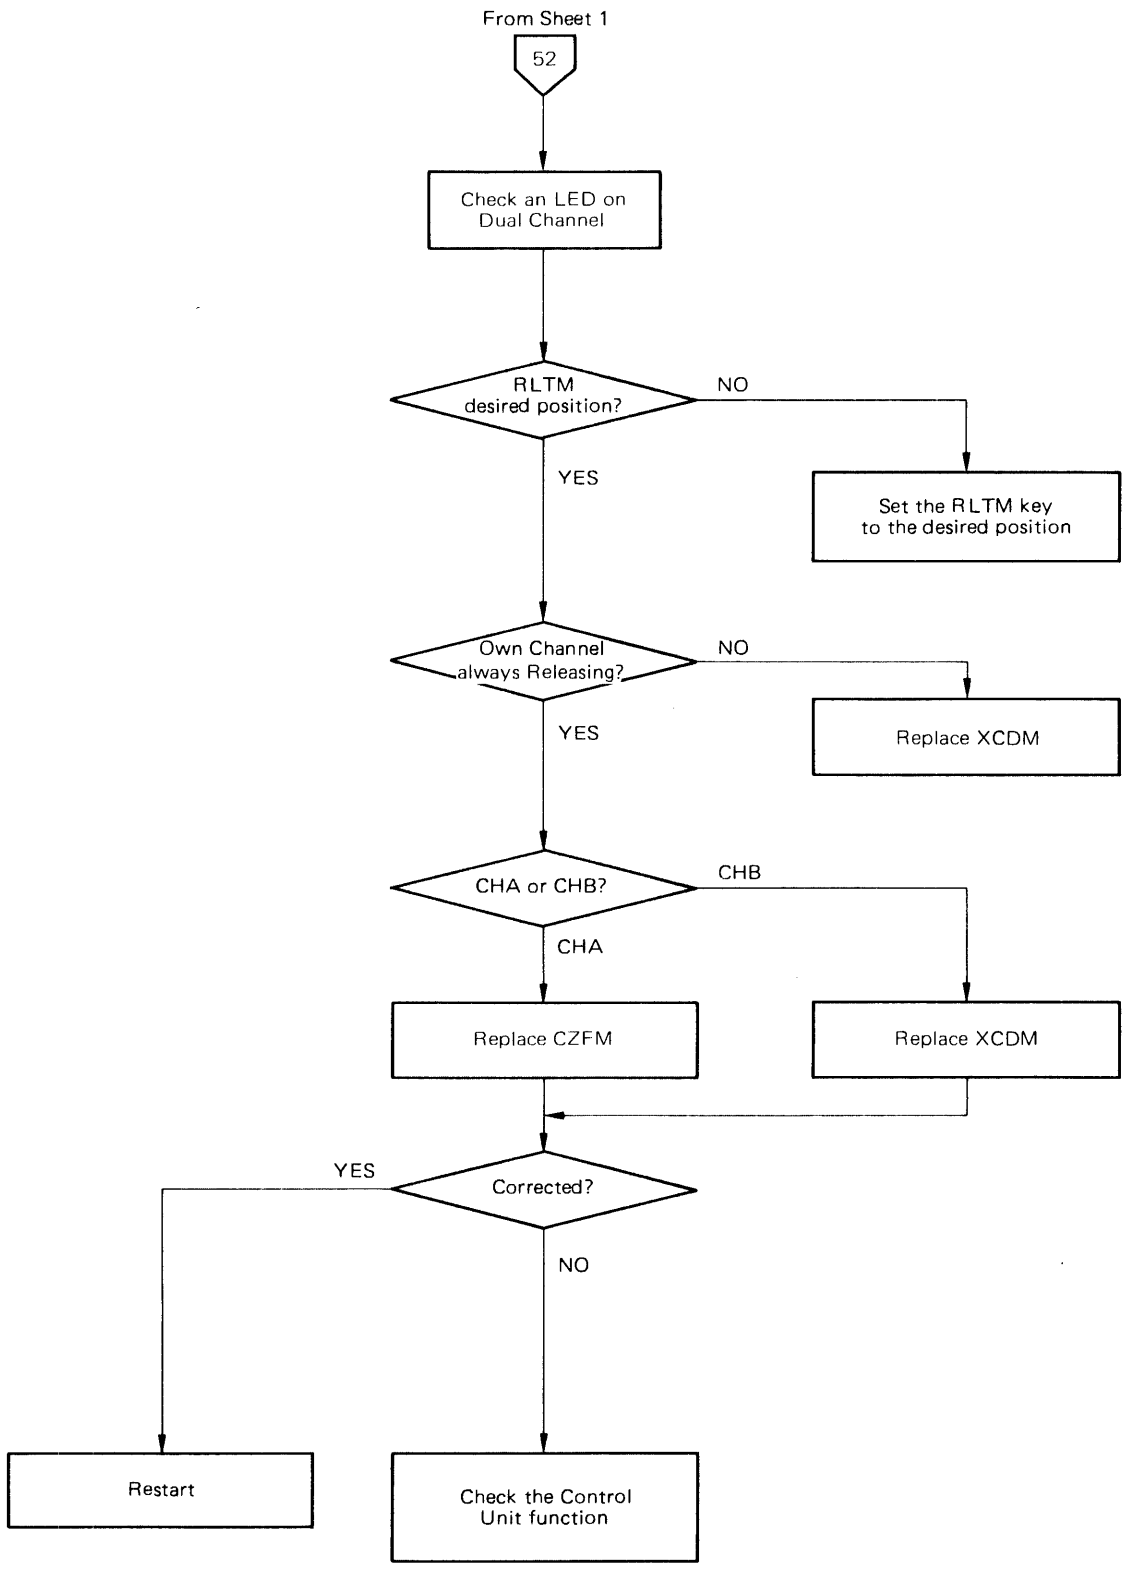 From Sheet 1
52
Check an LED on
Dual Channel
RLTM
desired position?
NO
YES
Set the RLTM key
to the desired position
Own Channel
always Releasing?
NO
YES
Replace XCDM
CHA or CHB?
CHB
CHA
Replace CZFM
Replace XCDM
YES
Corrected?
NO
Restart
Check the Control
Unit function